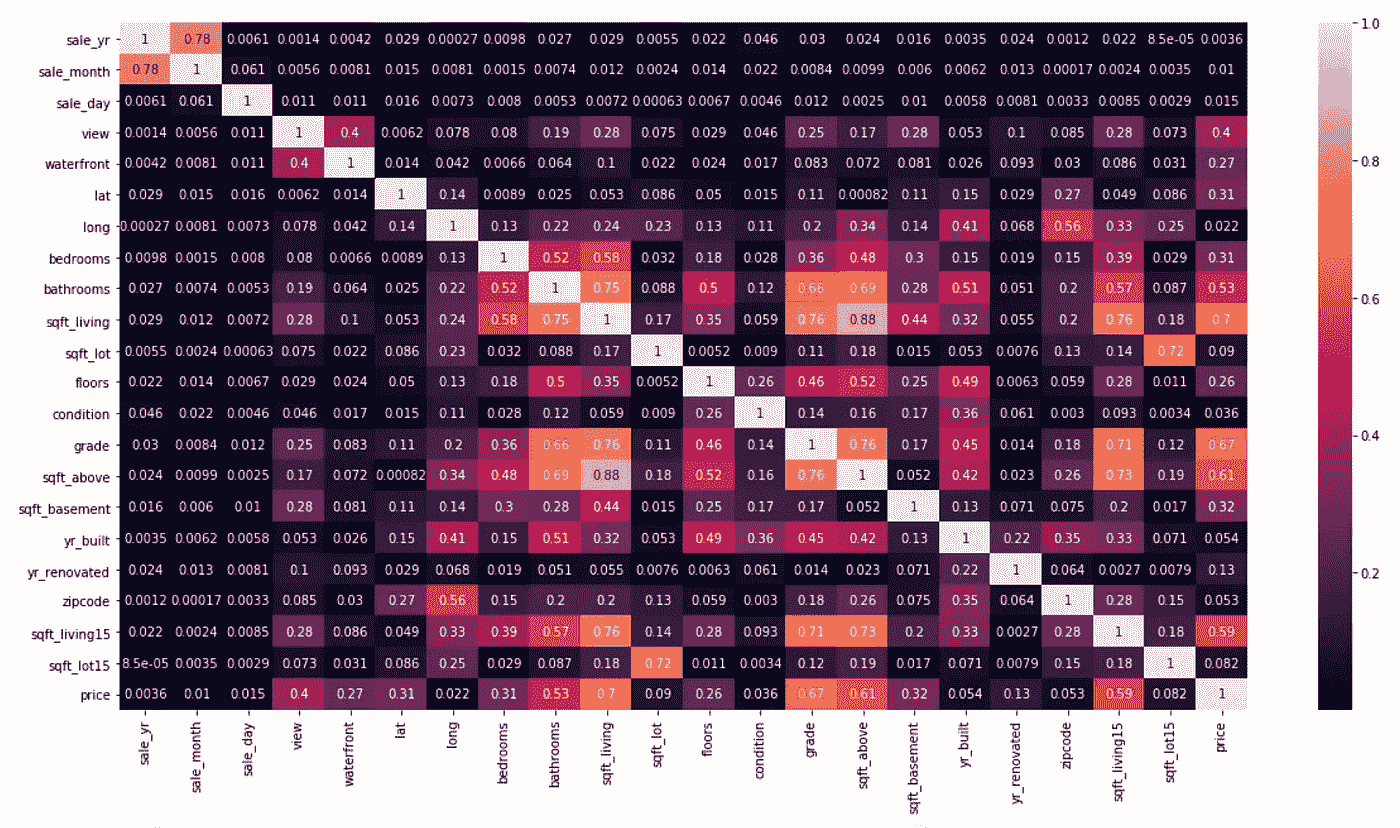 sale_yr 1 0.78 0.0061 0.0014 0.0042 0.029 0.00027 0.0098 0.027 0.029 0.0055 0.022 0.046 0.03 0.024 0.016 0.0035 0.024 0.0012 0.022 8.5e-05 0.0036 1.0
sale_month 0.78 1 0.061 0.0056 0.0081 0.015 0.0081 0.0015 0.0074 0.012 0.0024 0.014 0.022 0.0084 0.0099 0.006 0.0062 0.013 0.00017 0.0024 0.0035 0.01
sale_day 0.0061 0.061 1 0.011 0.011 0.016 0.0073 0.008 0.0053 0.0072 0.00063 0.0067 0.0046 0.012 0.0025 0.01 0.0058 0.0081 0.0033 0.0085 0.0029 0.015
view 0.0014 0.0056 0.011 1 0.4 0.0062 0.078 0.08 0.19 0.28 0.075 0.029 0.046 0.25 0.17 0.28 0.053 0.1 0.085 0.28 0.073 0.4
waterfront 0.0042 0.0081 0.011 0.4 1 0.014 0.042 0.0066 0.064 0.1 0.022 0.024 0.017 0.083 0.072 0.081 0.026 0.093 0.03 0.086 0.031 0.27 0.8
lat 0.029 0.015 0.016 0.0062 0.014 1 0.14 0.0089 0.025 0.053 0.086 0.05 0.015 0.11 0.00082 0.11 0.15 0.029 0.27 0.049 0.086 0.31
long 0.00027 0.0081 0.0073 0.078 0.042 0.14 1 0.13 0.22 0.24 0.23 0.13 0.11 0.2 0.34 0.14 0.41 0.068 0.56 0.33 0.25 0.022
bedrooms 0.0098 0.0015 0.008 0.08 0.0066 0.0089 0.13 1 0.52 0.58 0.032 0.18 0.028 0.36 0.48 0.3 0.15 0.019 0.15 0.39 0.029 0.31
bathrooms 0.027 0.0074 0.0053 0.19 0.064 0.025 0.22 0.52 1 0.75 0.088 0.5 0.12 0.66 0.69 0.28 0.51 0.051 0.2 0.57 0.087 0.53 0.6
sqft_living 0.029 0.012 0.0072 0.28 0.1 0.053 0.24 0.58 0.75 1 0.17 0.35 0.059 0.76 0.88 0.44 0.32 0.055 0.2 0.76 0.18 0.7
sqft_lot 0.0055 0.0024 0.00063 0.075 0.022 0.086 0.23 0.032 0.088 0.17 1 0.0052 0.009 0.11 0.18 0.015 0.053 0.0076 0.13 0.14 0.72 0.09
floors 0.022 0.014 0.0067 0.029 0.024 0.05 0.13 0.18 0.5 0.35 0.0052 1 0.26 0.46 0.52 0.25 0.49 0.0063 0.059 0.28 0.011 0.26
condition 0.046 0.022 0.0046 0.046 0.017 0.015 0.11 0.028 0.12 0.059 0.009 0.26 1 0.14 0.16 0.17 0.36 0.061 0.003 0.093 0.0034 0.036
grade 0.03 0.0084 0.012 0.25 0.083 0.11 0.2 0.36 0.66 0.76 0.11 0.46 0.14 1 0.76 0.17 0.45 0.014 0.18 0.71 0.12 0.67 0.4
sqft_above 0.024 0.0099 0.0025 0.17 0.072 0.00082 0.34 0.48 0.69 0.88 0.18 0.52 0.16 0.76 1 0.052 0.42 0.023 0.26 0.73 0.19 0.61
sqft_basement 0.016 0.006 0.01 0.28 0.081 0.11 0.14 0.3 0.28 0.44 0.015 0.25 0.17 0.17 0.052 1 0.13 0.071 0.075 0.2 0.017 0.32
yr_built 0.0035 0.0062 0.0058 0.053 0.026 0.15 0.41 0.15 0.51 0.32 0.053 0.49 0.36 0.45 0.42 0.13 1 0.22 0.35 0.33 0.071 0.054
yr_renovated 0.024 0.013 0.0081 0.1 0.093 0.029 0.068 0.019 0.051 0.055 0.0076 0.0063 0.061 0.014 0.023 0.071 0.22 1 0.064 0.0027 0.0079 0.13 0.2
zipcode 0.0012 0.00017 0.0033 0.085 0.03 0.27 0.56 0.15 0.2 0.2 0.13 0.059 0.003 0.18 0.26 0.075 0.35 0.064 1 0.28 0.15 0.053
sqft_living15 0.022 0.0024 0.0085 0.28 0.086 0.049 0.33 0.39 0.57 0.76 0.14 0.28 0.093 0.71 0.73 0.2 0.33 0.0027 0.28 1 0.18 0.59
sqft_lot15 8.5e-05 0.0035 0.0029 0.073 0.031 0.086 0.25 0.029 0.087 0.18 0.72 0.011 0.0034 0.12 0.19 0.017 0.071 0.0079 0.15 0.18 1 0.082
price 0.0036 0.01 0.015 0.4 0.27 0.31 0.022 0.31 0.53 0.7 0.09 0.26 0.036 0.67 0.61 0.32 0.054 0.13 0.053 0.59 0.082 1
sale_yr sale_month sale_day view waterfront lat long bedrooms bathrooms sqft_living sqft_lot floors condition grade sqft_above sqft_basement yr_built yr_renovated zipcode sqft_living15 sqft_lot15 price